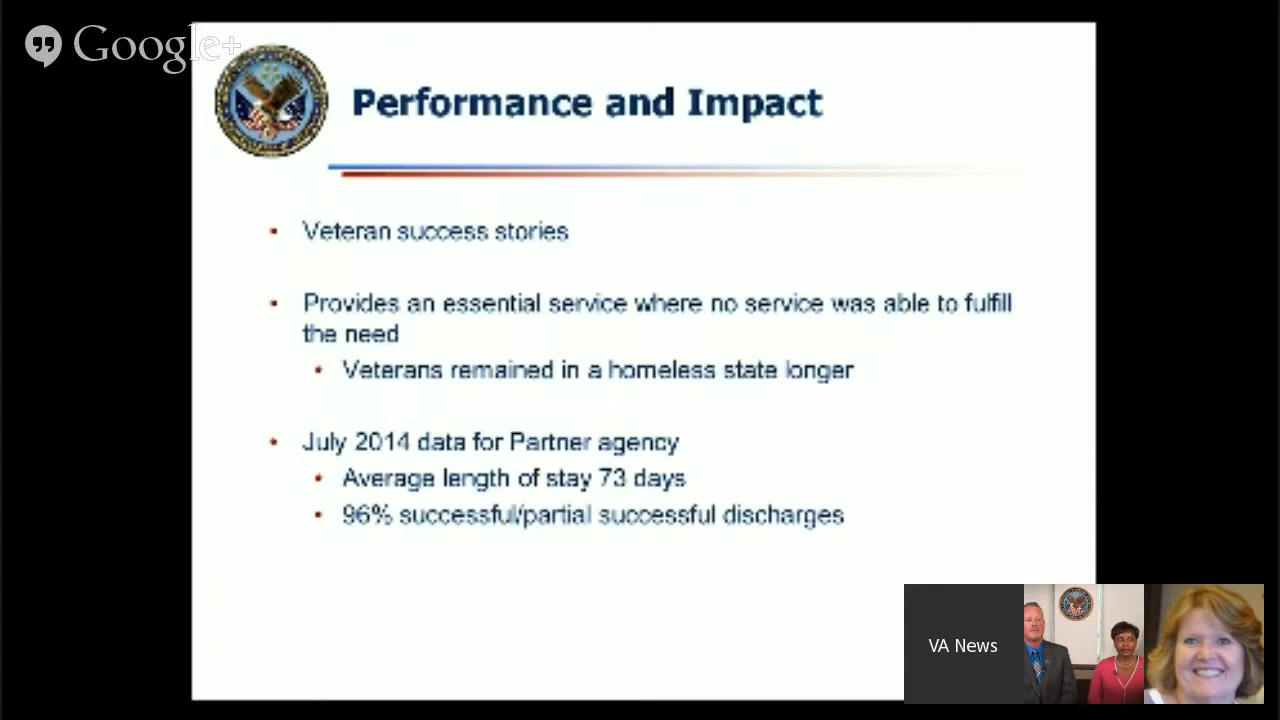 Google+
Performance and Impact
• Veteran success stories
• Provides an essential service where no service was able to fulfill
the need
• Veterans remained in a homeless state longer
• July 2014 data for Partner agency
• Average length of stay 73 days
• 96% successful/partial successful discharges
VA News